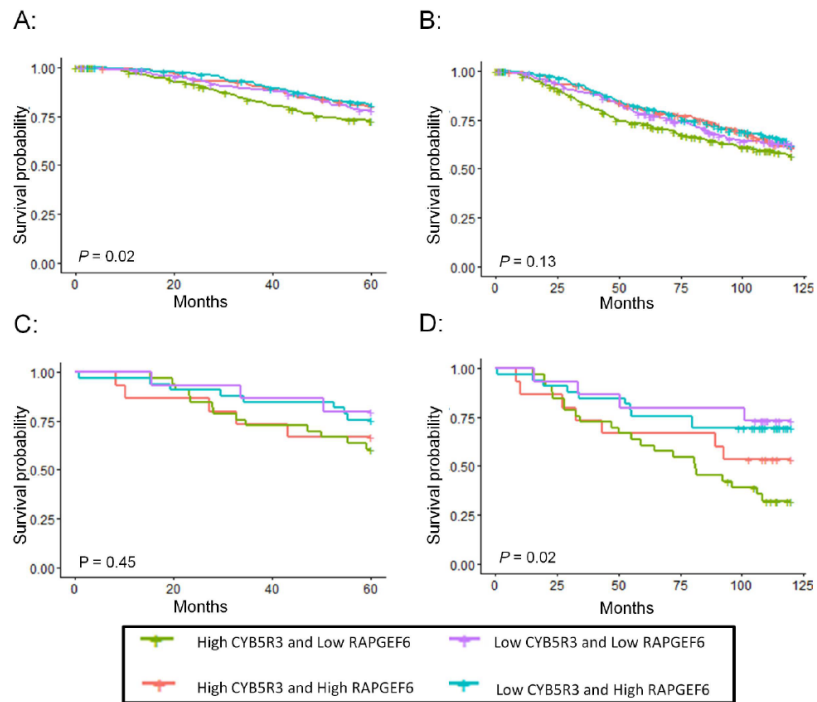 A:
B:
Survival probability
1.00
0.75
0.50
0.25
0.00
P = 0.02
0
20
40
60
Months
Survival probability
1.00
0.75
0.50
0.25
0.00
P = 0.13
0
25
50
75
100
125
Months
C:
D:
Survival probability
1.00
0.75
0.50
0.25
0.00
P = 0.45
0
20
40
60
Months
Survival probability
1.00
0.75
0.50
0.25
0.00
P = 0.02
0
25
50
75
100
125
Months
High CYB5R3 and Low RAPGEF6
Low CYB5R3 and Low RAPGEF6
High CYB5R3 and High RAPGEF6
Low CYB5R3 and High RAPGEF6